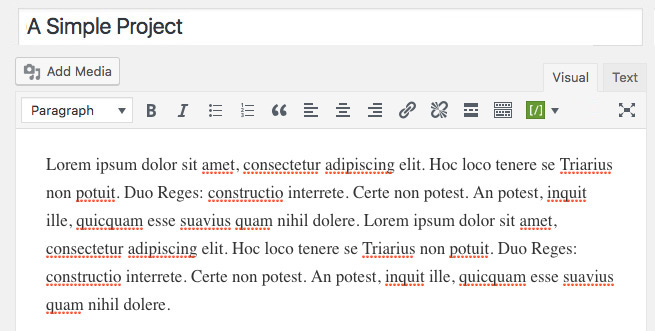 A Simple Project
Add Media
Visual Text
Paragraph B I [/]
Lorem ipsum dolor sit amet, consectetur adipiscing elit. Hoc loco tenere se Triarius
non potuit. Duo Reges: constructio interrete. Certe non potest. An potest, inquit
ille, quicquam esse suavius quam nihil dolere. Lorem ipsum dolor sit amet,
consectetur adipiscing elit. Hoc loco tenere se Triarius non potuit. Duo Reges:
constructio interrete. Certe non potest. An potest, inquit ille, quicquam esse suavius
quam nihil dolere.